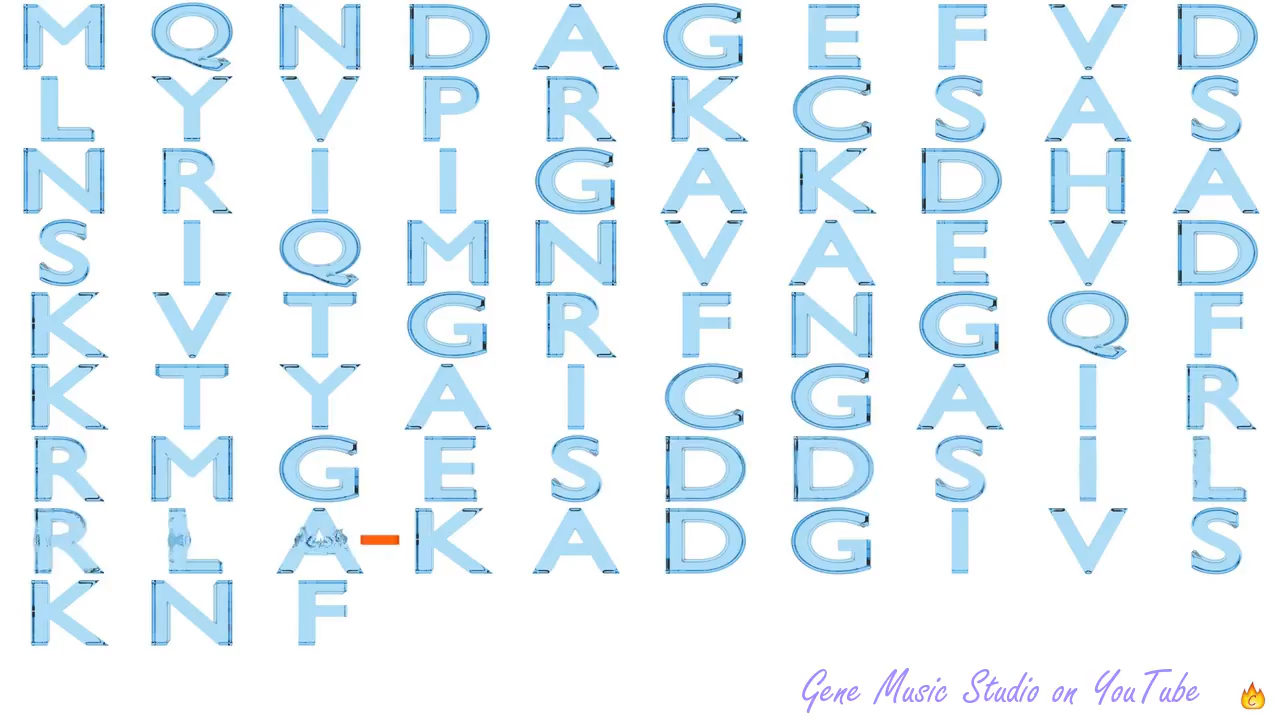 M Q N D A G E F V D
L Y V P R K C S A S
N R I I G A K D H A
S I Q M N V A E V D
K V T G R F N G Q F
K T Y A I C G A I R
R M G E S D D S I L
R L A - K A D G I V S
K N F
Gene Music Studio on YouTube
C